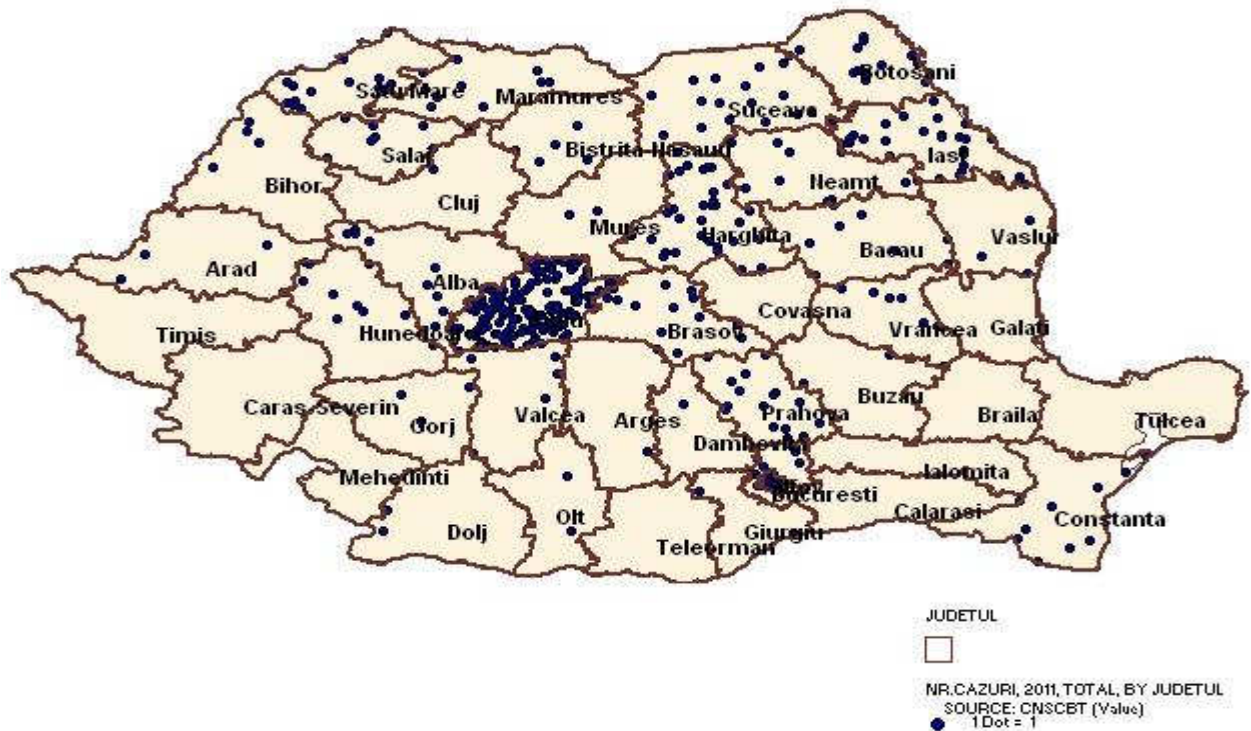 Botosani
Satu Mare
Maramures
Suceava
Iasi
Salaj
Bistrita-Nasaud
Bihor
Neamt
Cluj
Mures
Harghita
Bacau
Vaslui
Arad
Alba
Covasna
Timis
Hunedoara
Brasov
Vrancea
Galati
Caras-Severin
Gorj
Valcea
Arges
Prahova
Buzau
Braila
Tulcea
Dambovita
Mehedinti
Ialomita
Bucuresti
Calarasi
Dolj
Olt
Giurgiu
Constanta
Teleorman
JUDETUL
NR.CAZURI, 2011, TOTAL, BY JUDETUL
SOURCE: CNSCBT (Value)
1 Dot = 1